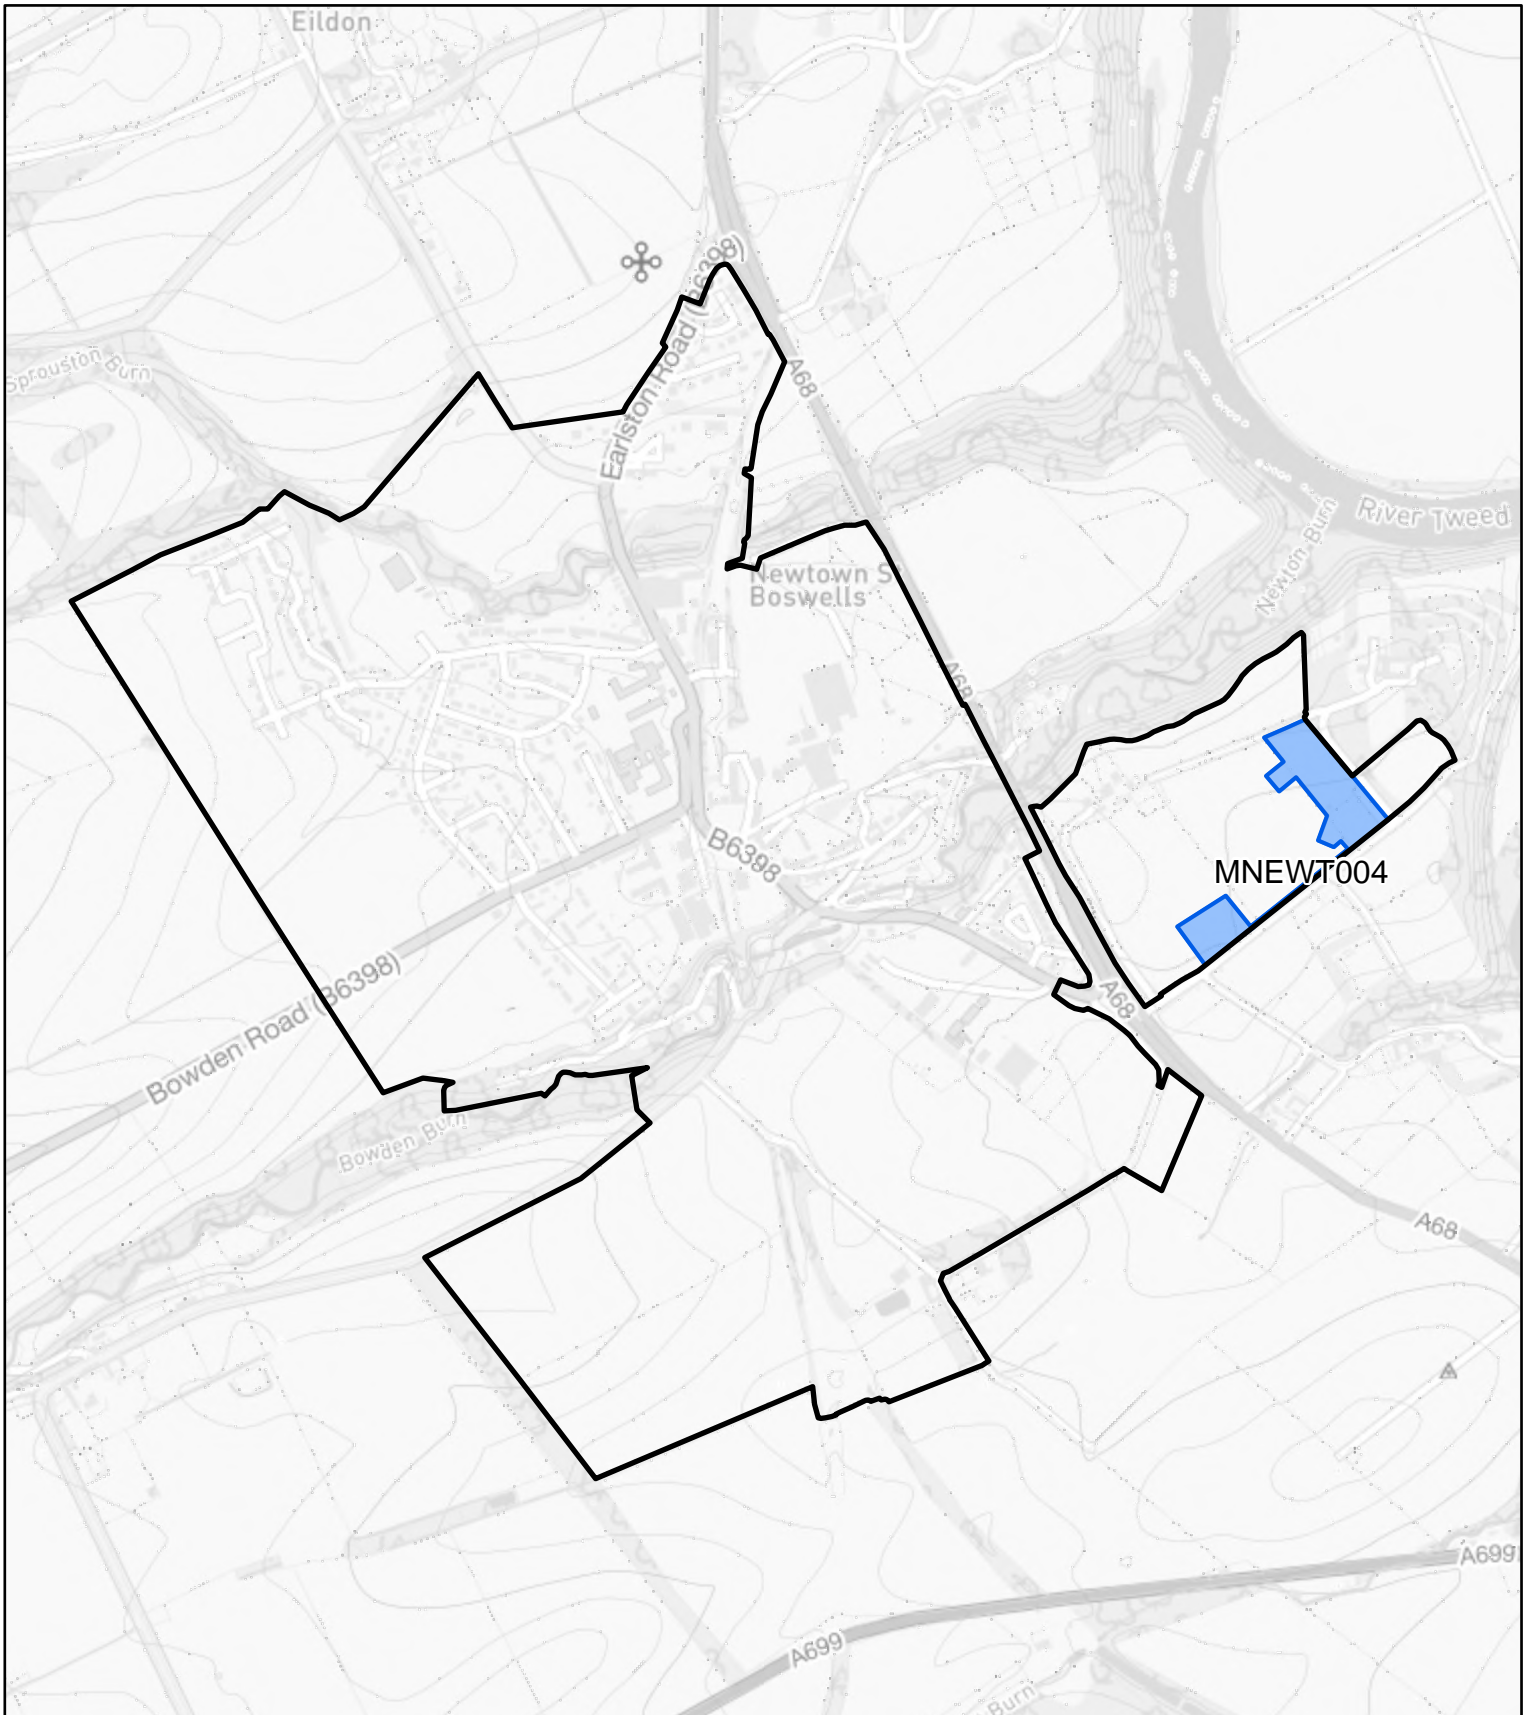 Eildon
Earlston Road (B6398)
Sprouston Burn
A68
River Tweed
Newton Burn
Newtown S
Boswells
A68
B6398
MNEWT004
Bowden Road (B6398)
A68
Bowden Burn
A68
A699
A699
Burn